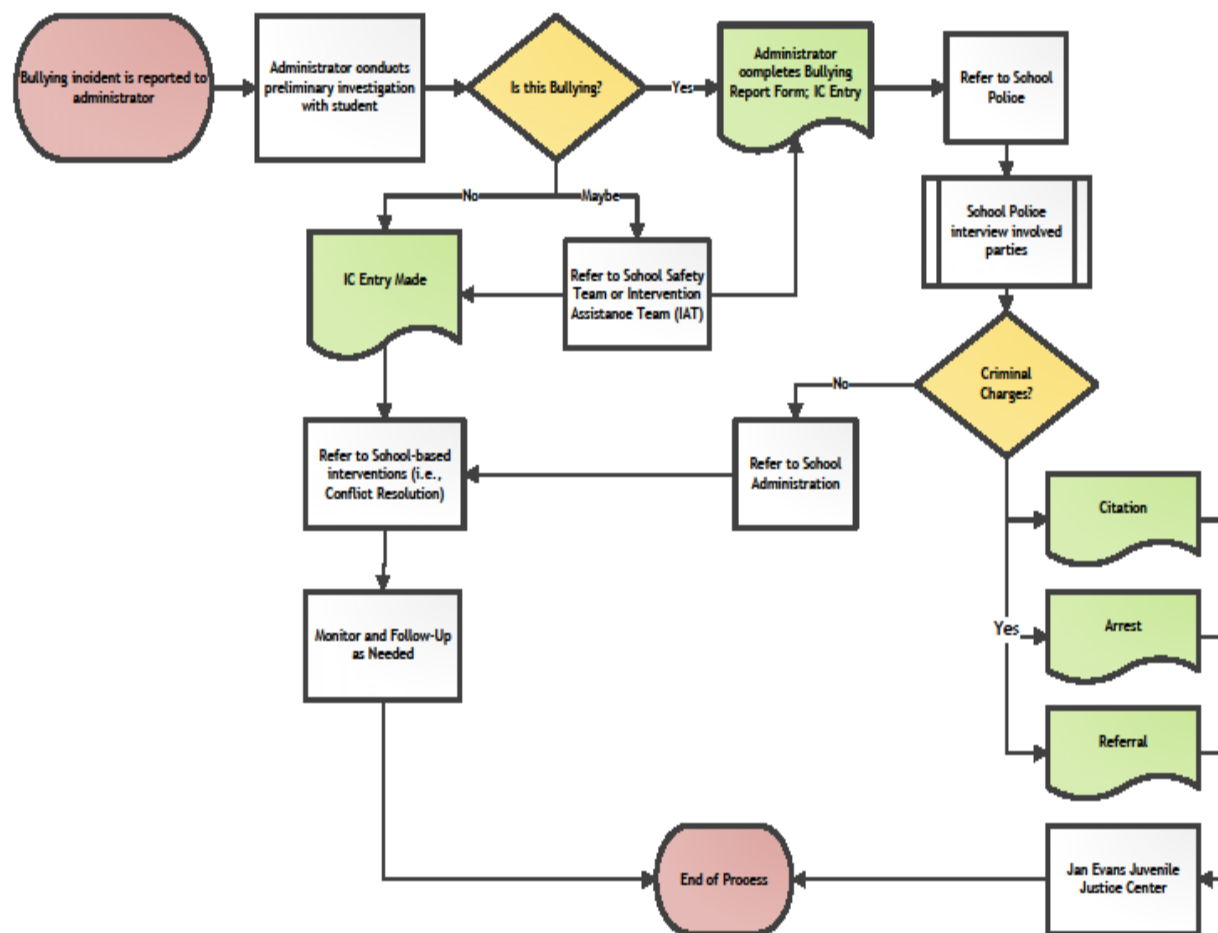 Bullying incident is reported to
administrator
Administrator conducts
preliminary investigation
with student
Is this Bullying?
Yes
Administrator
completes Bullying
Report Form; IC Entry
Refer to School
Police
No
Maybe
School Police
interview involved
parties
IC Entry Made
Refer to School Safety
Team or Intervention
Assistance Team (IAT)
Criminal
Charges?
No
Refer to School-based
interventions (i.e.,
Conflict Resolution)
Refer to School
Administration
Citation
Monitor and Follow-Up
as Needed
Yes
Arrest
Referral
End of Process
Jan Evans Juvenile
Justice Center